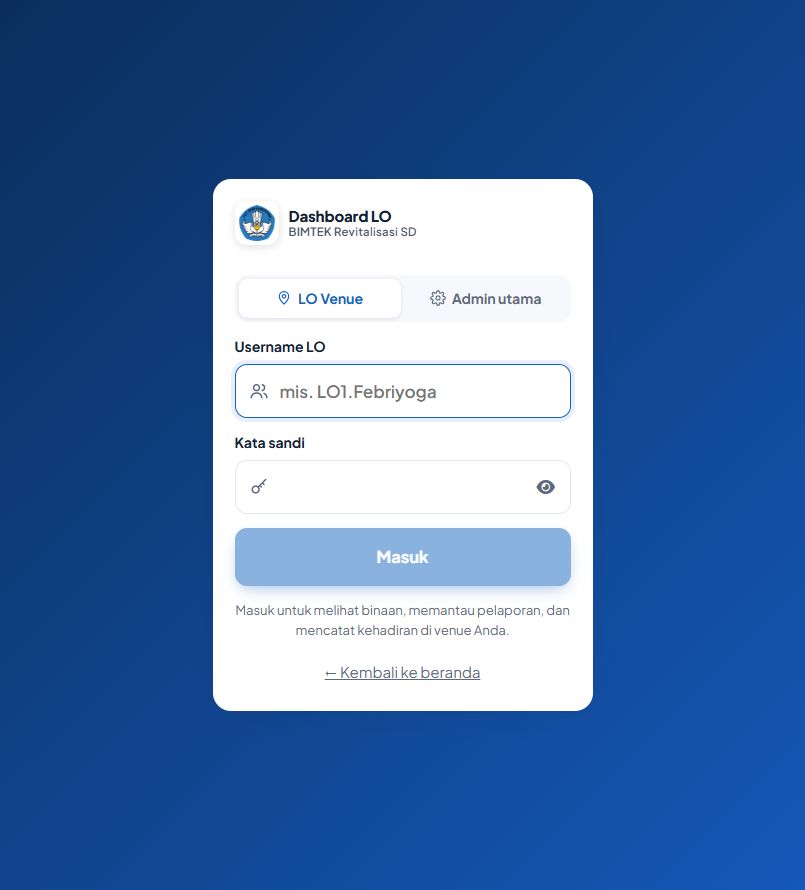 Dashboard LO
BIMTEK Revitalisasi SD
LO Venue
Admin utama
Username LO
mis. LO1.Febriyoga
Kata sandi
Masuk
Masuk untuk melihat binaan, memantau pelaporan, dan
mencatat kehadiran di venue Anda.
← Kembali ke beranda